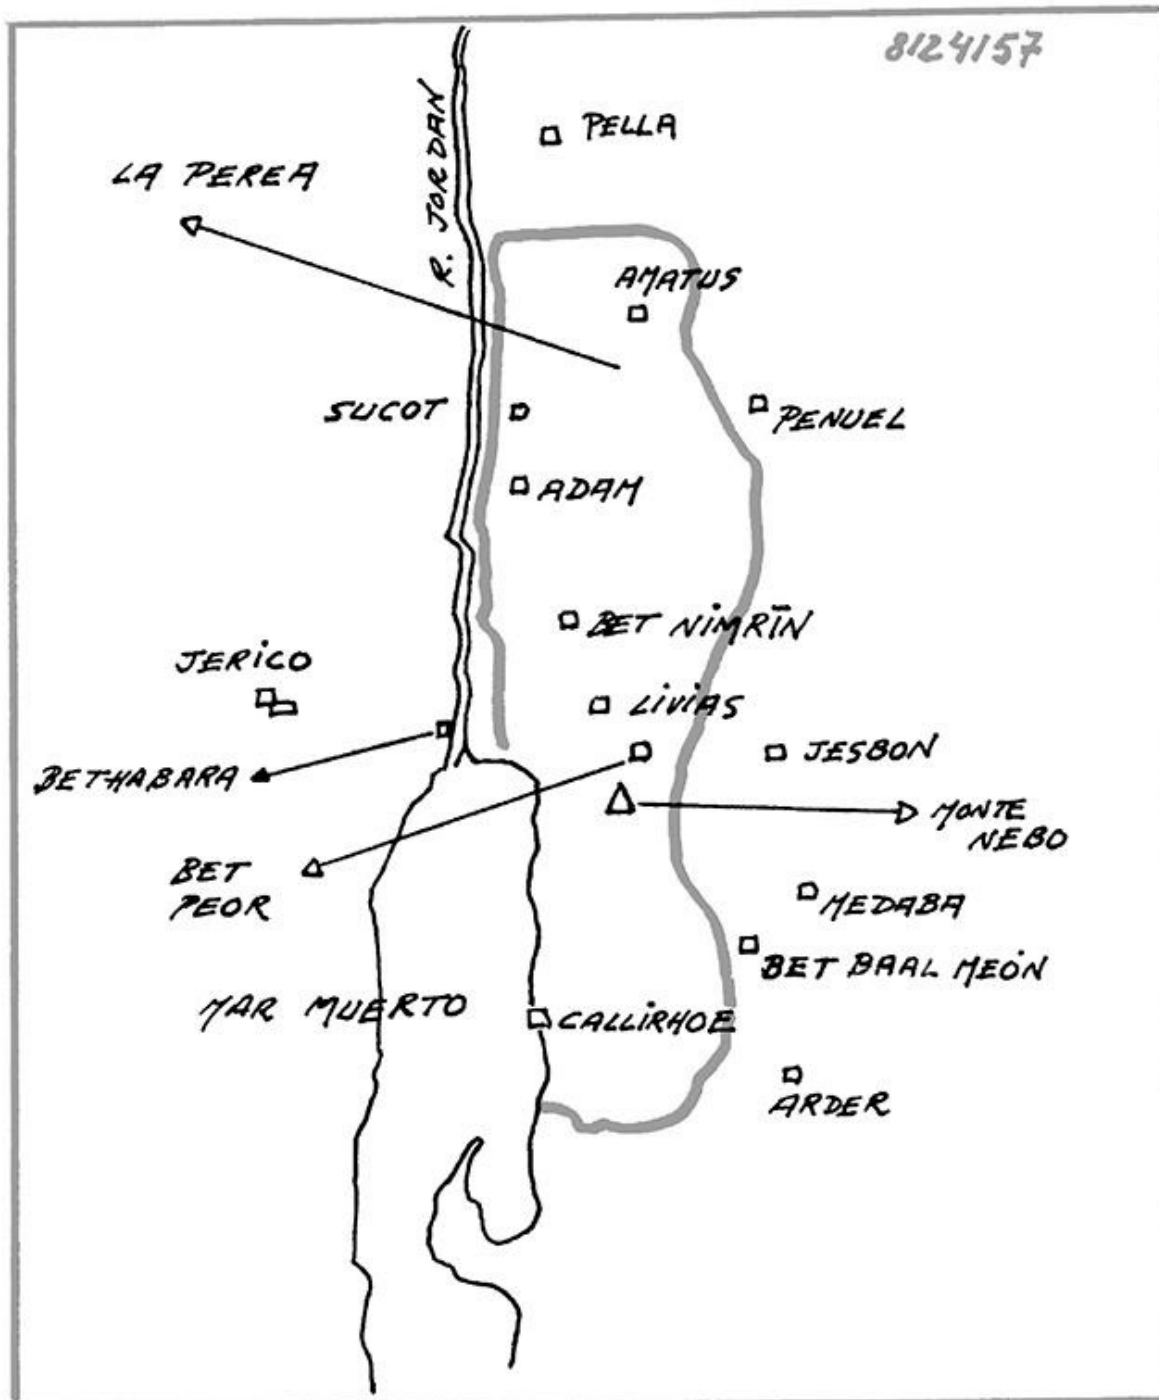 8124157
PELLA
R. JORDAN
LA PEREA
AMATUS
SUCOT
PENUEL
ADAM
BET NIMRĪN
JERICO
LIVIAS
JESBON
BETHABARA
MONTE
NEBO
BET
PEOR
MEDABA
BET BAAL MEÓN
MAR MUERTO
CALLIRHOE
ARDER